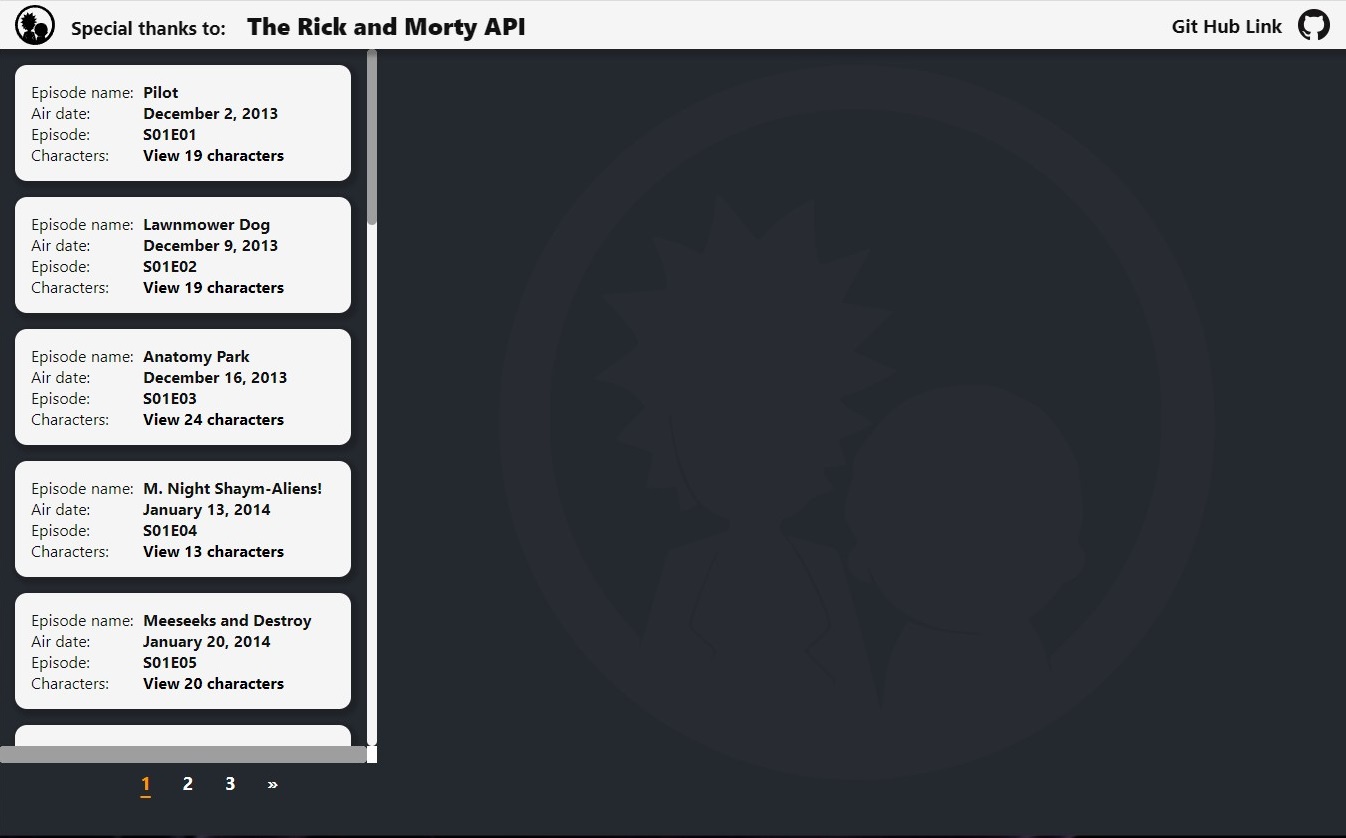 Special thanks to: The Rick and Morty API
Git Hub Link
Episode name: Pilot
Air date: December 2, 2013
Episode: S01E01
Characters: View 19 characters
Episode name: Lawnmower Dog
Air date: December 9, 2013
Episode: S01E02
Characters: View 19 characters
Episode name: Anatomy Park
Air date: December 16, 2013
Episode: S01E03
Characters: View 24 characters
Episode name: M. Night Shaym-Aliens!
Air date: January 13, 2014
Episode: S01E04
Characters: View 13 characters
Episode name: Meeseeks and Destroy
Air date: January 20, 2014
Episode: S01E05
Characters: View 20 characters
1 2 3 »